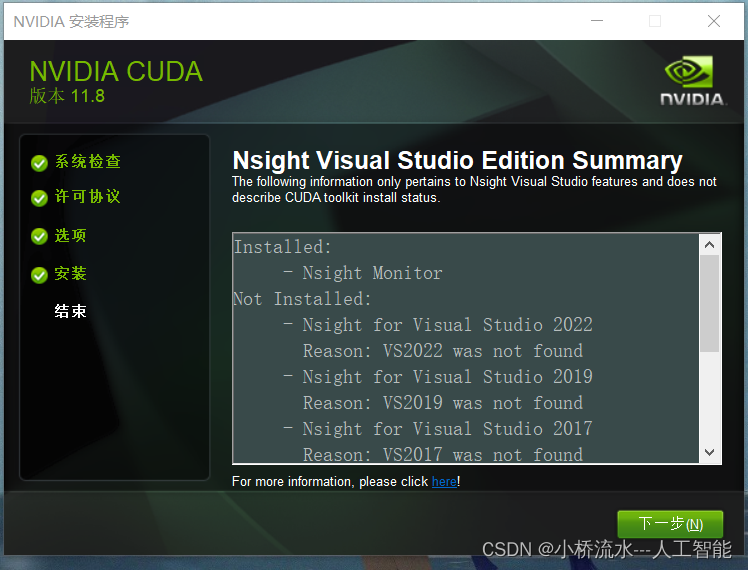 NVIDIA 安装程序
NVIDIA CUDA
版本 11.8
NVIDIA
系统检查
许可协议
选项
安装
结束
Nsight Visual Studio Edition Summary
The following information only pertains to Nsight Visual Studio features and does not
describe CUDA toolkit install status.
Installed:
- Nsight Monitor
Not Installed:
- Nsight for Visual Studio 2022
Reason: VS2022 was not found
- Nsight for Visual Studio 2019
Reason: VS2019 was not found
- Nsight for Visual Studio 2017
Reason: VS2017 was not found
For more information, please click here!
下一步(N)
CSDN @小桥流水---人工智能